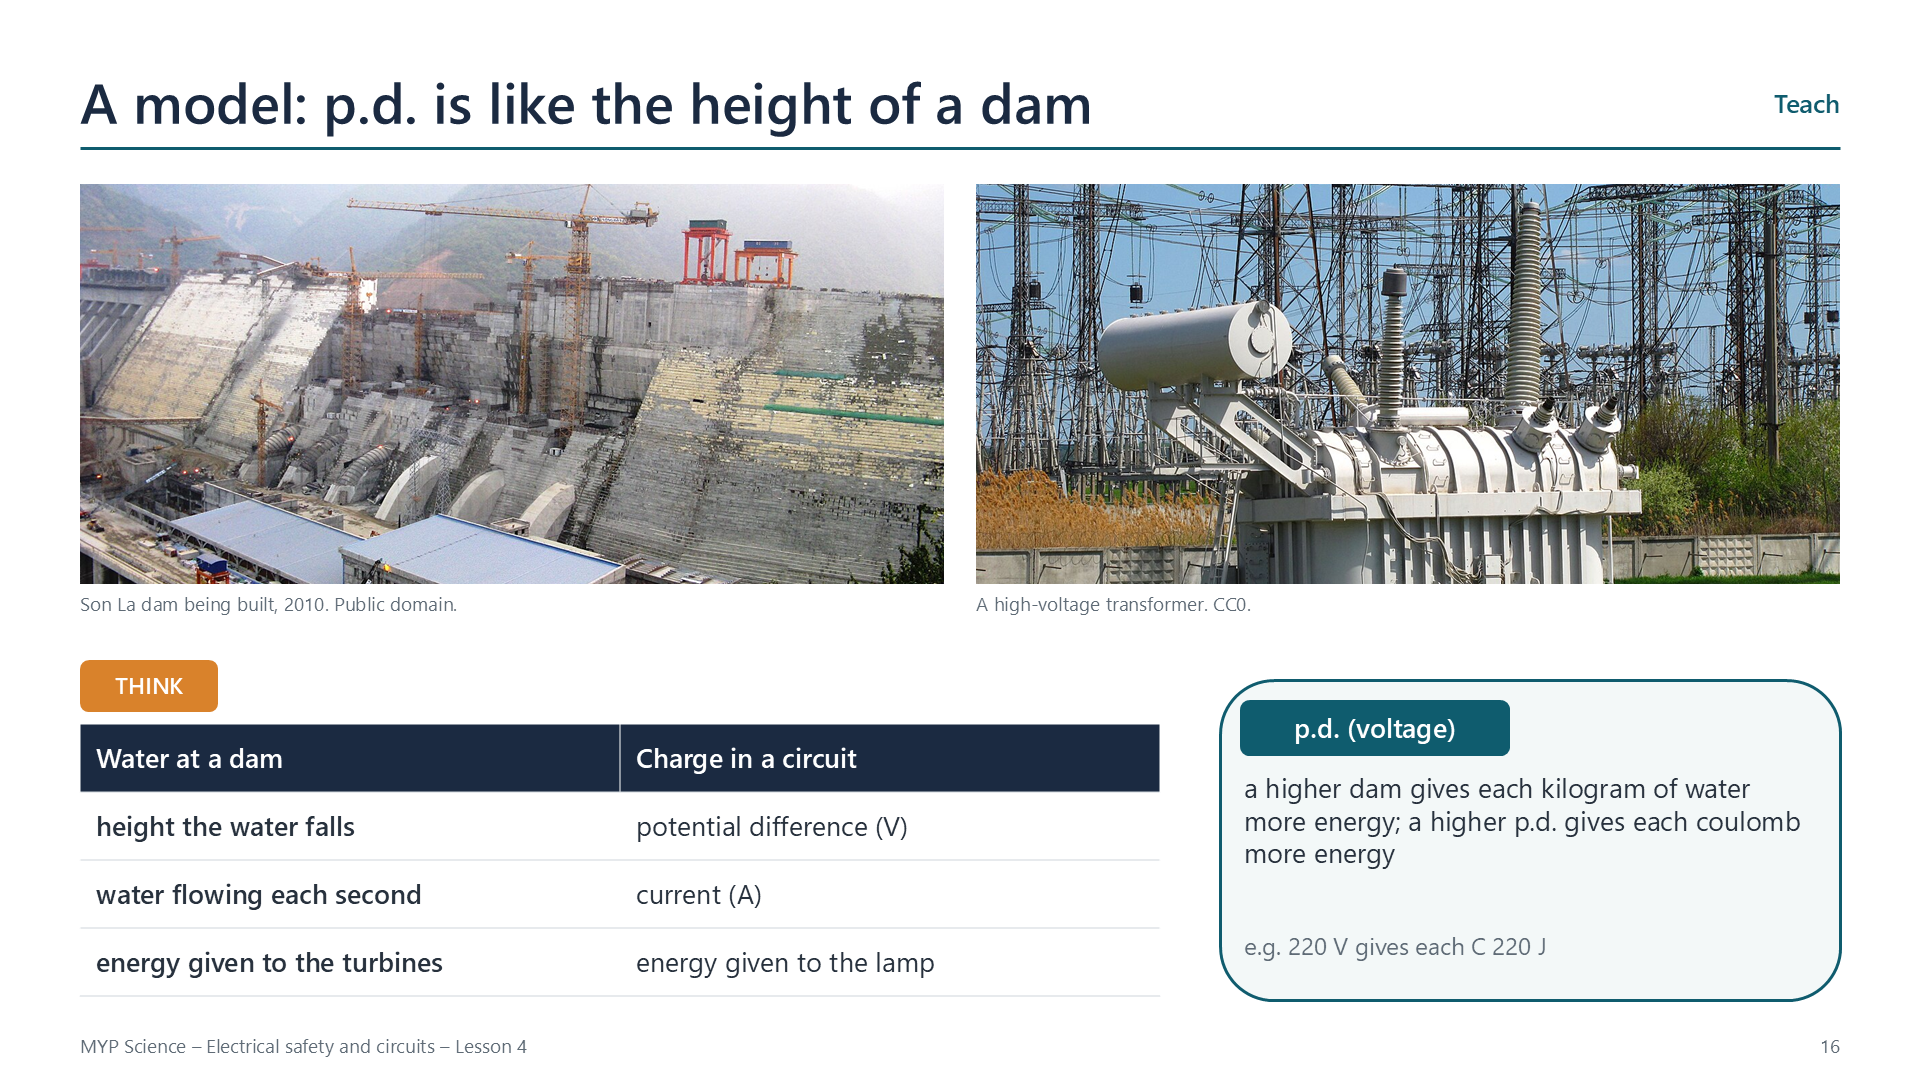 A model: p.d. is like the height of a dam
Teach
Son La dam being built, 2010. Public domain.
A high-voltage transformer. CC0.
THINK
Water at a dam
Charge in a circuit
height the water falls
potential difference (V)
water flowing each second
current (A)
energy given to the turbines
energy given to the lamp
p.d. (voltage)
a higher dam gives each kilogram of water
more energy; a higher p.d. gives each coulomb
more energy
e.g. 220 V gives each C 220 J
MYP Science – Electrical safety and circuits – Lesson 4
16